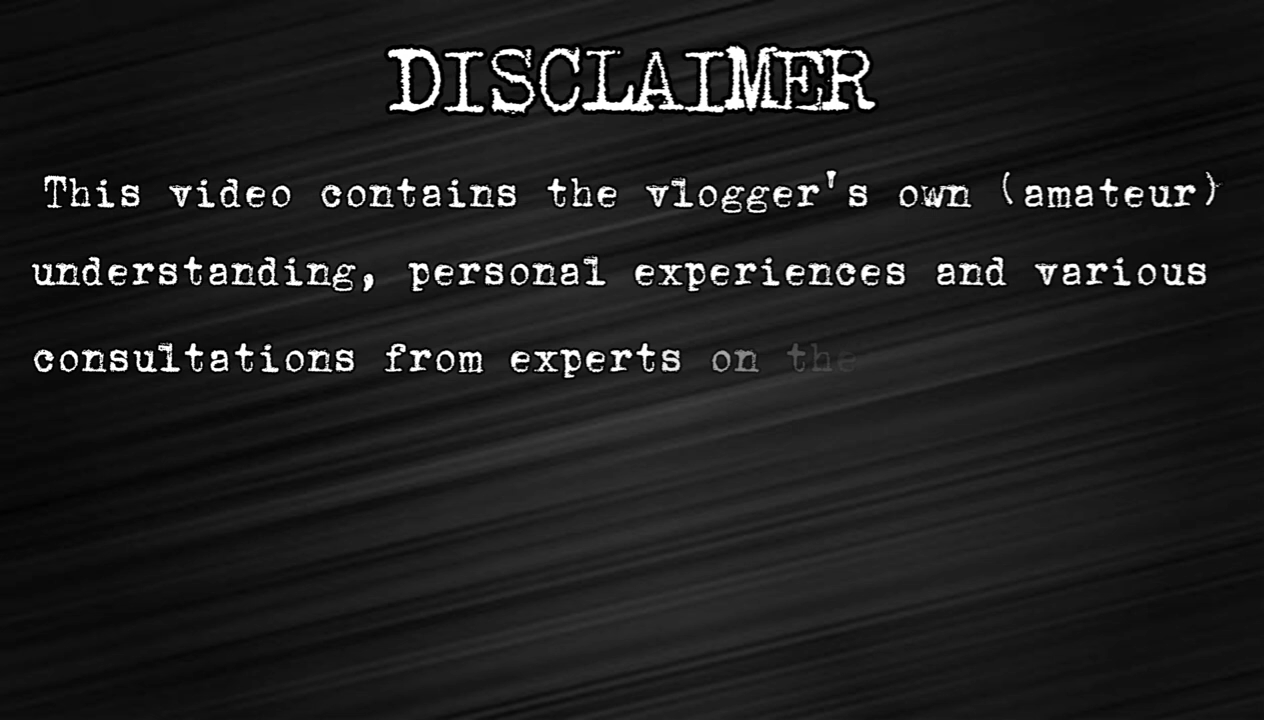 DISCLAIMER
This video contains the vlogger's own (amateur)
understanding, personal experiences and various
consultations from experts on the